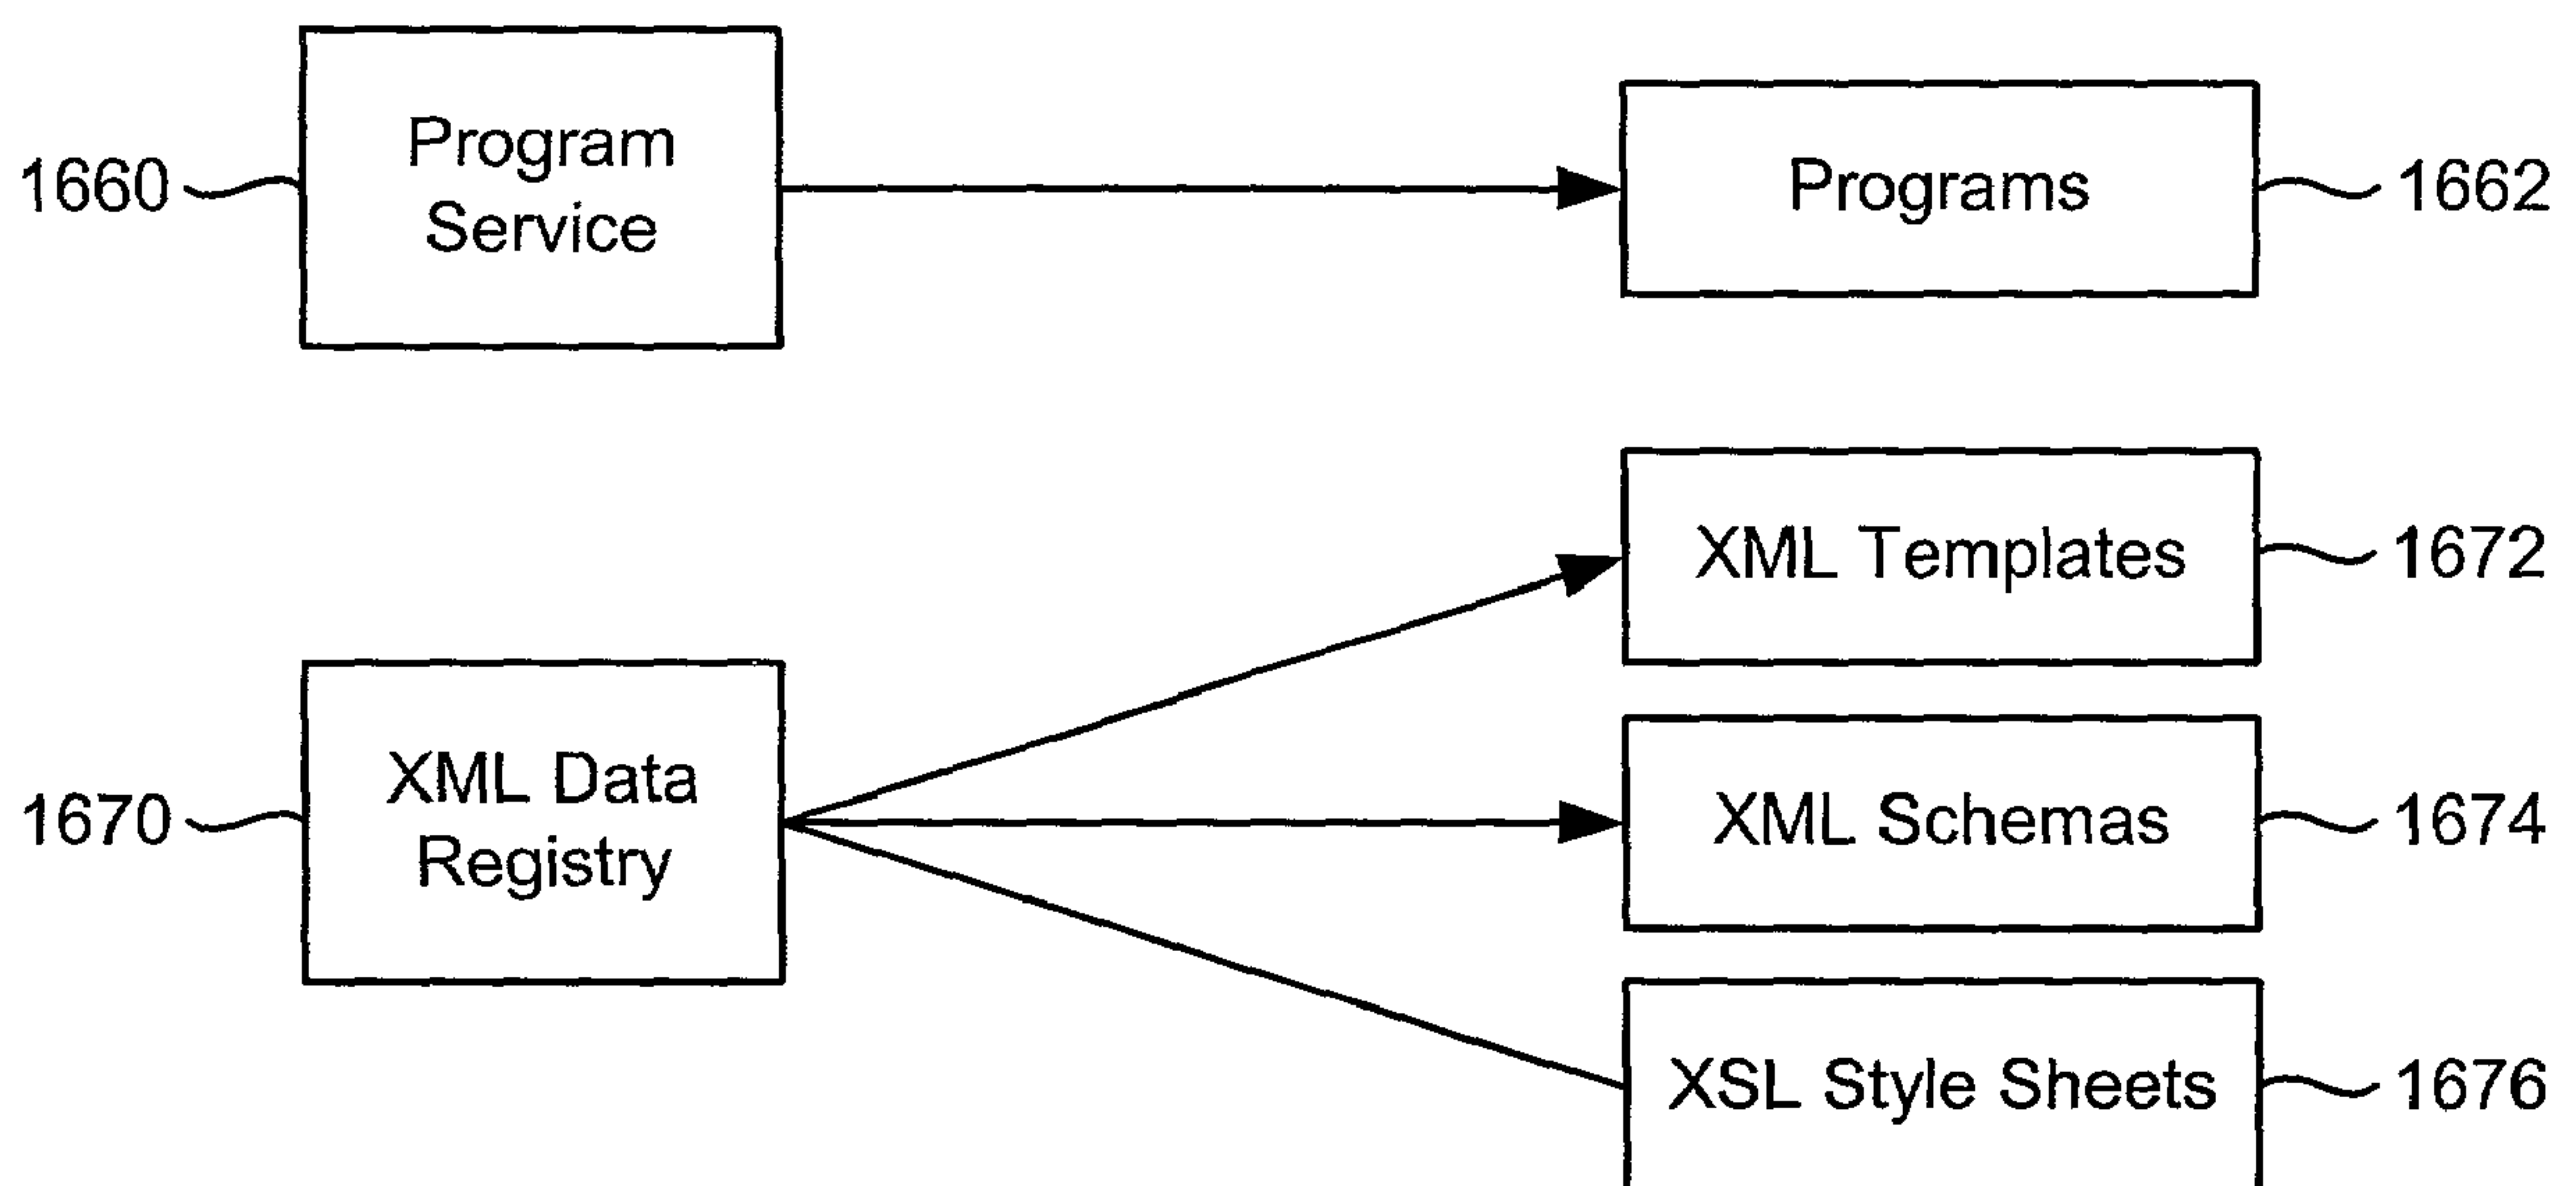 Program
Service
1660
Programs
1662
XML Templates
1672
XML Data
Registry
1670
XML Schemas
1674
XSL Style Sheets
1676